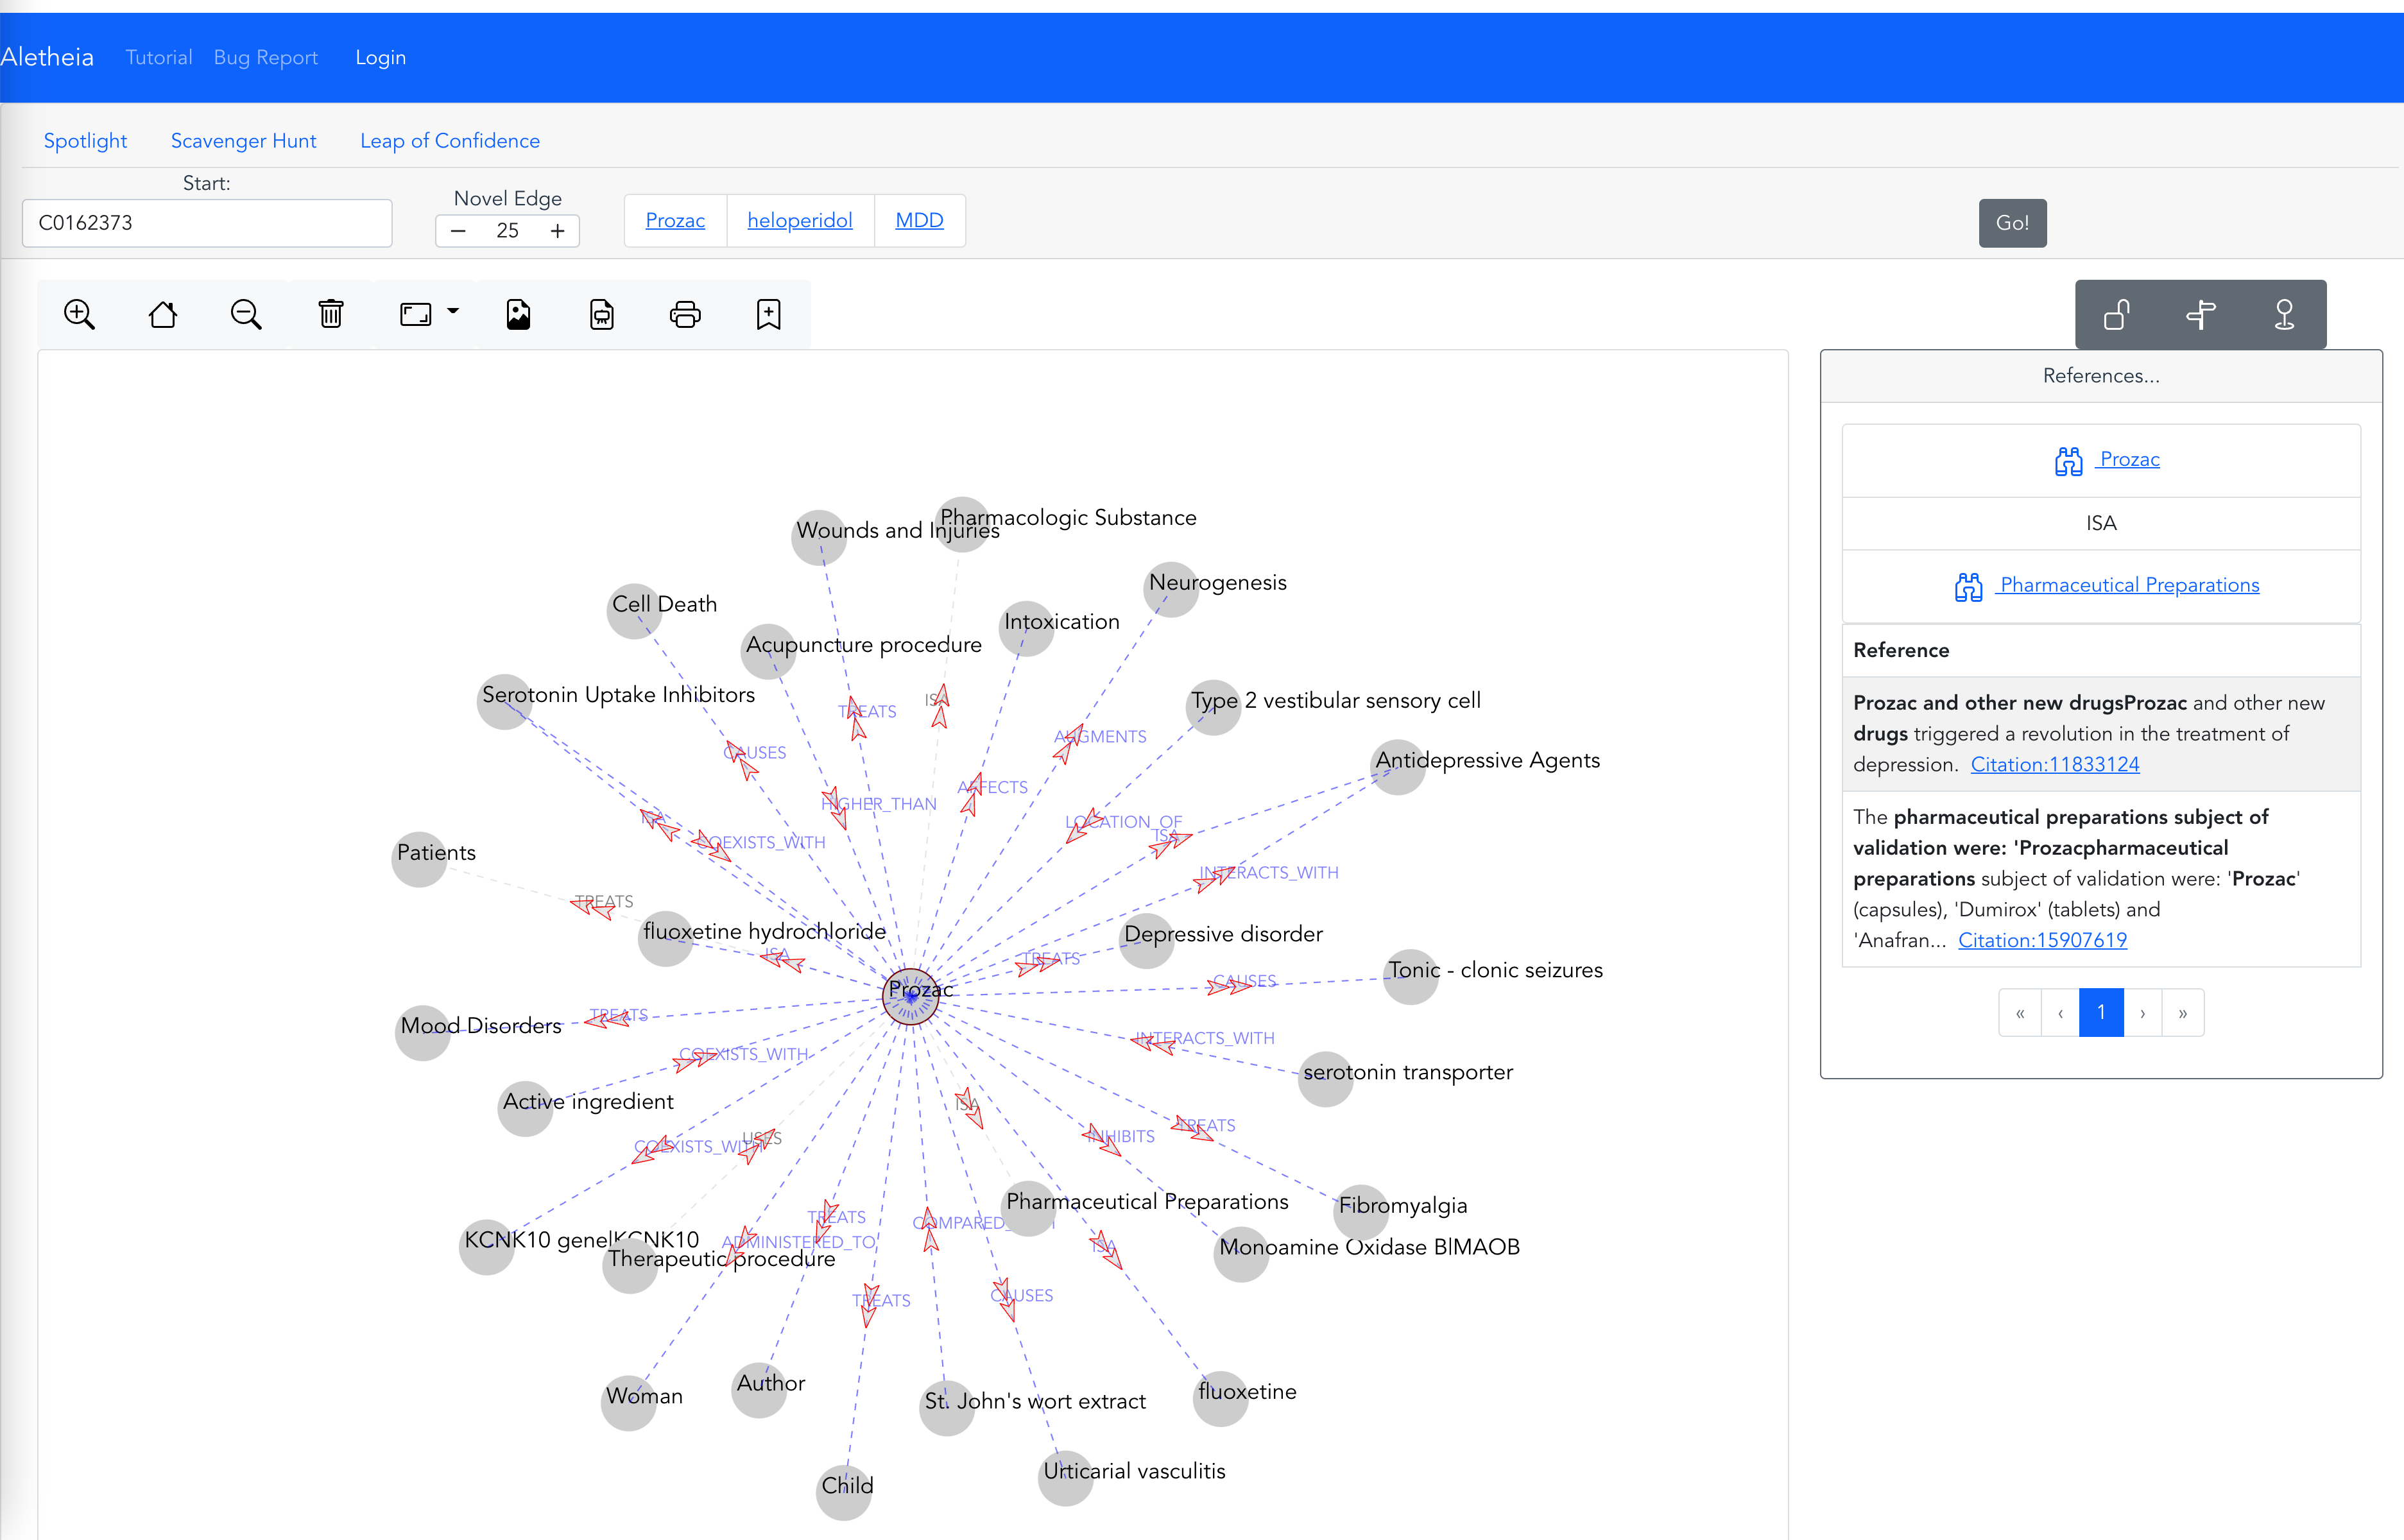 Aletheia Tutorial Bug Report Login
Spotlight Scavenger Hunt Leap of Confidence
Start:
Novel Edge
C0162373
25
Prozac heloperidol MDD
Go!
References...
Prozac
ISA
Pharmaceutical Preparations
Reference
Prozac and other new drugsProzac and other new
drugs triggered a revolution in the treatment of
depression. Citation:11833124
The pharmaceutical preparations subject of
validation were: 'Prozacpharmaceutical
preparations subject of validation were: 'Prozac'
(capsules), 'Dumirox' (tablets) and
'Anafran... Citation:15907619
« ‹ 1 › »
Pharmacologic Substance
Wounds and Injuries
Neurogenesis
Cell Death
Intoxication
Acupuncture procedure
Serotonin Uptake Inhibitors
Type 2 vestibular sensory cell
ISA
TREATS
AUGMENTS
CAUSES
Antidepressive Agents
AFFECTS
HIGHER_THAN
ISA
LOCATION_OF
ISA
COEXISTS_WITH
Patients
INTERACTS_WITH
TREATS
fluoxetine hydrochloride
Depressive disorder
ISA
TREATS
Tonic - clonic seizures
CAUSES
Prozac
TREATS
Mood Disorders
INTERACTS_WITH
COEXISTS_WITH
serotonin transporter
Active ingredient
ISA
TREATS
INHIBITS
USES
COEXISTS_WITH
Pharmaceutical Preparations
Fibromyalgia
TREATS
KCNK10 gene|KCNK10
ADMINISTERED_TO
ISA
Monoamine Oxidase B|MAOB
Therapeutic procedure
CAUSES
TREATS
Author
fluoxetine
Woman
St. John's wort extract
Urticarial vasculitis
Child